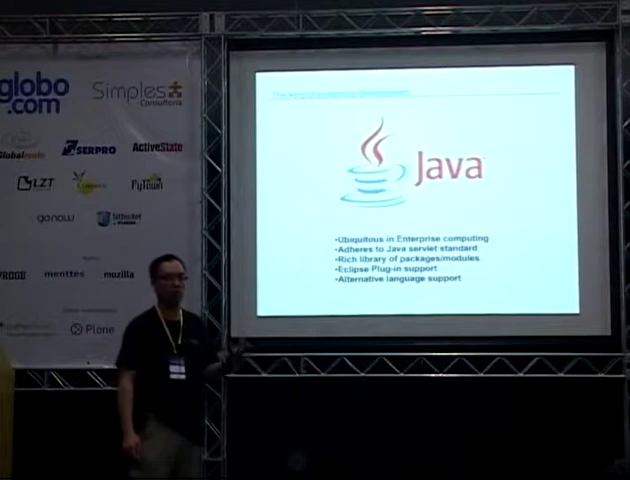 globo
.com
Simples
Consultoria
Globalcode
SERPRO
ActiveState
LZT
PyTown
gonow
bitbucket
menttes
mozilla
Plone
Java
•Ubiquitous in Enterprise computing
•Adheres to Java servlet standard
•Rich library of packages/modules
•Eclipse Plug-in support
•Alternative language support